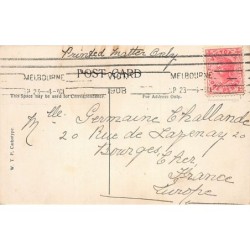 Printed Matter Only
MELBOURNE
MELBOURNE
POST CARD
1908
This Space may be used for Correspondence
For Address Only.
Mlle Germaine Challande
20 Rue de Lazenay 20
Bourges,
Cher
France
Europe